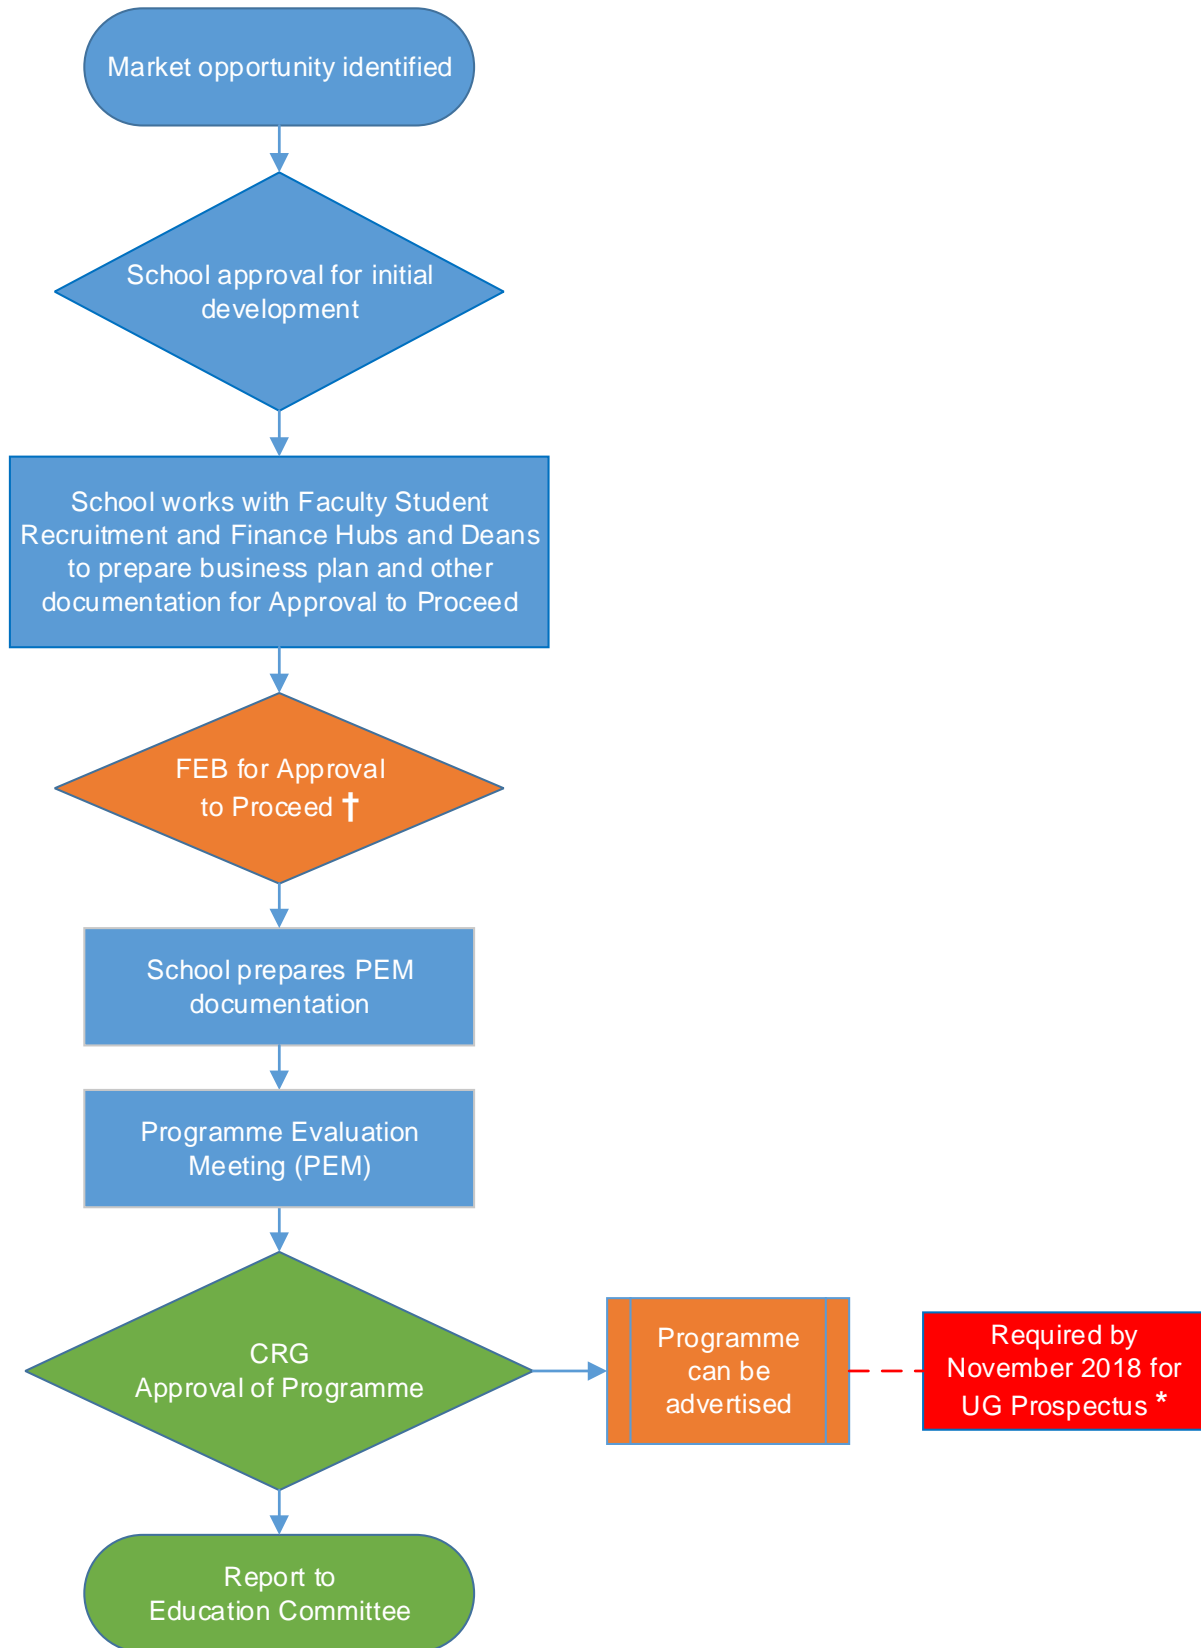 Market opportunity identified
School approval for initial
development
School works with Faculty Student
Recruitment and Finance Hubs and Deans
to prepare business plan and other
documentation for Approval to Proceed
FEB for Approval
to Proceed †
School prepares PEM
documentation
Programme Evaluation
Meeting (PEM)
CRG
Approval of Programme
Programme
can be
advertised
Required by
November 2018 for
UG Prospectus *
Report to
Education Committee